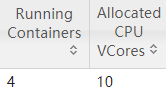 Running Containers
Allocated CPU VCores
4
10